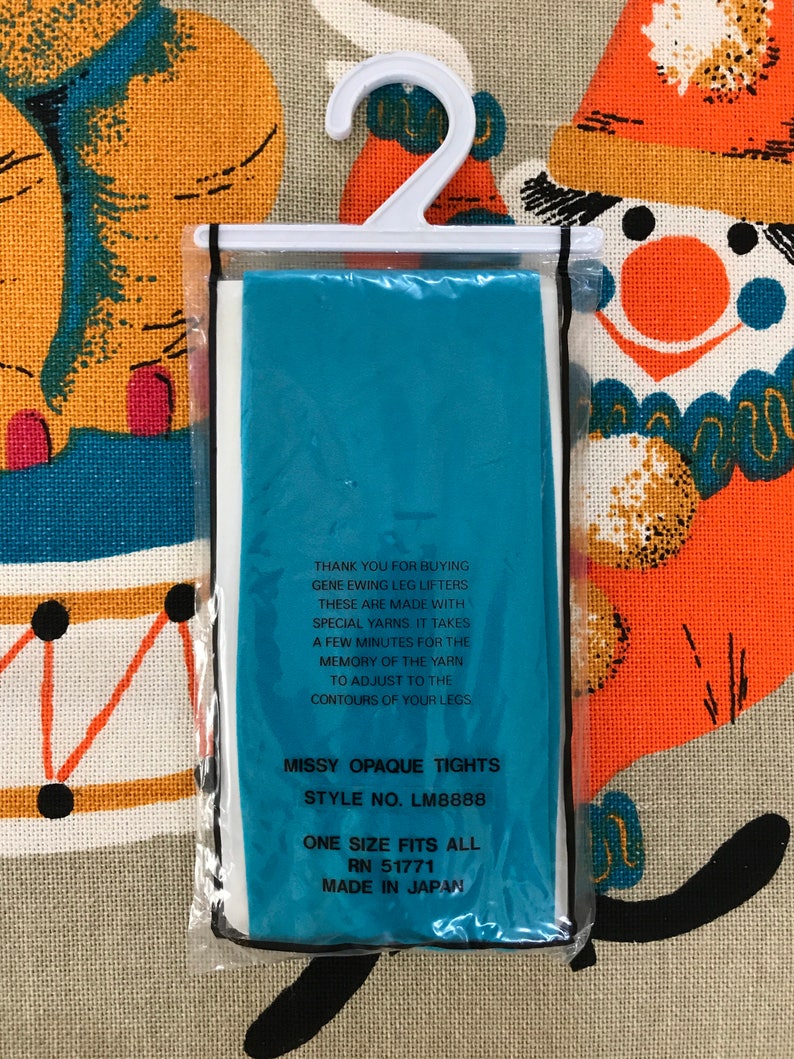 THANK YOU FOR BUYING
GENE EWING LEG LIFTERS
THESE ARE MADE WITH
SPECIAL YARNS. IT TAKES
A FEW MINUTES FOR THE
MEMORY OF THE YARN
TO ADJUST TO THE
CONTOURS OF YOUR LEGS.
MISSY OPAQUE TIGHTS
STYLE NO. LM8888
ONE SIZE FITS ALL
RN 51771
MADE IN JAPAN